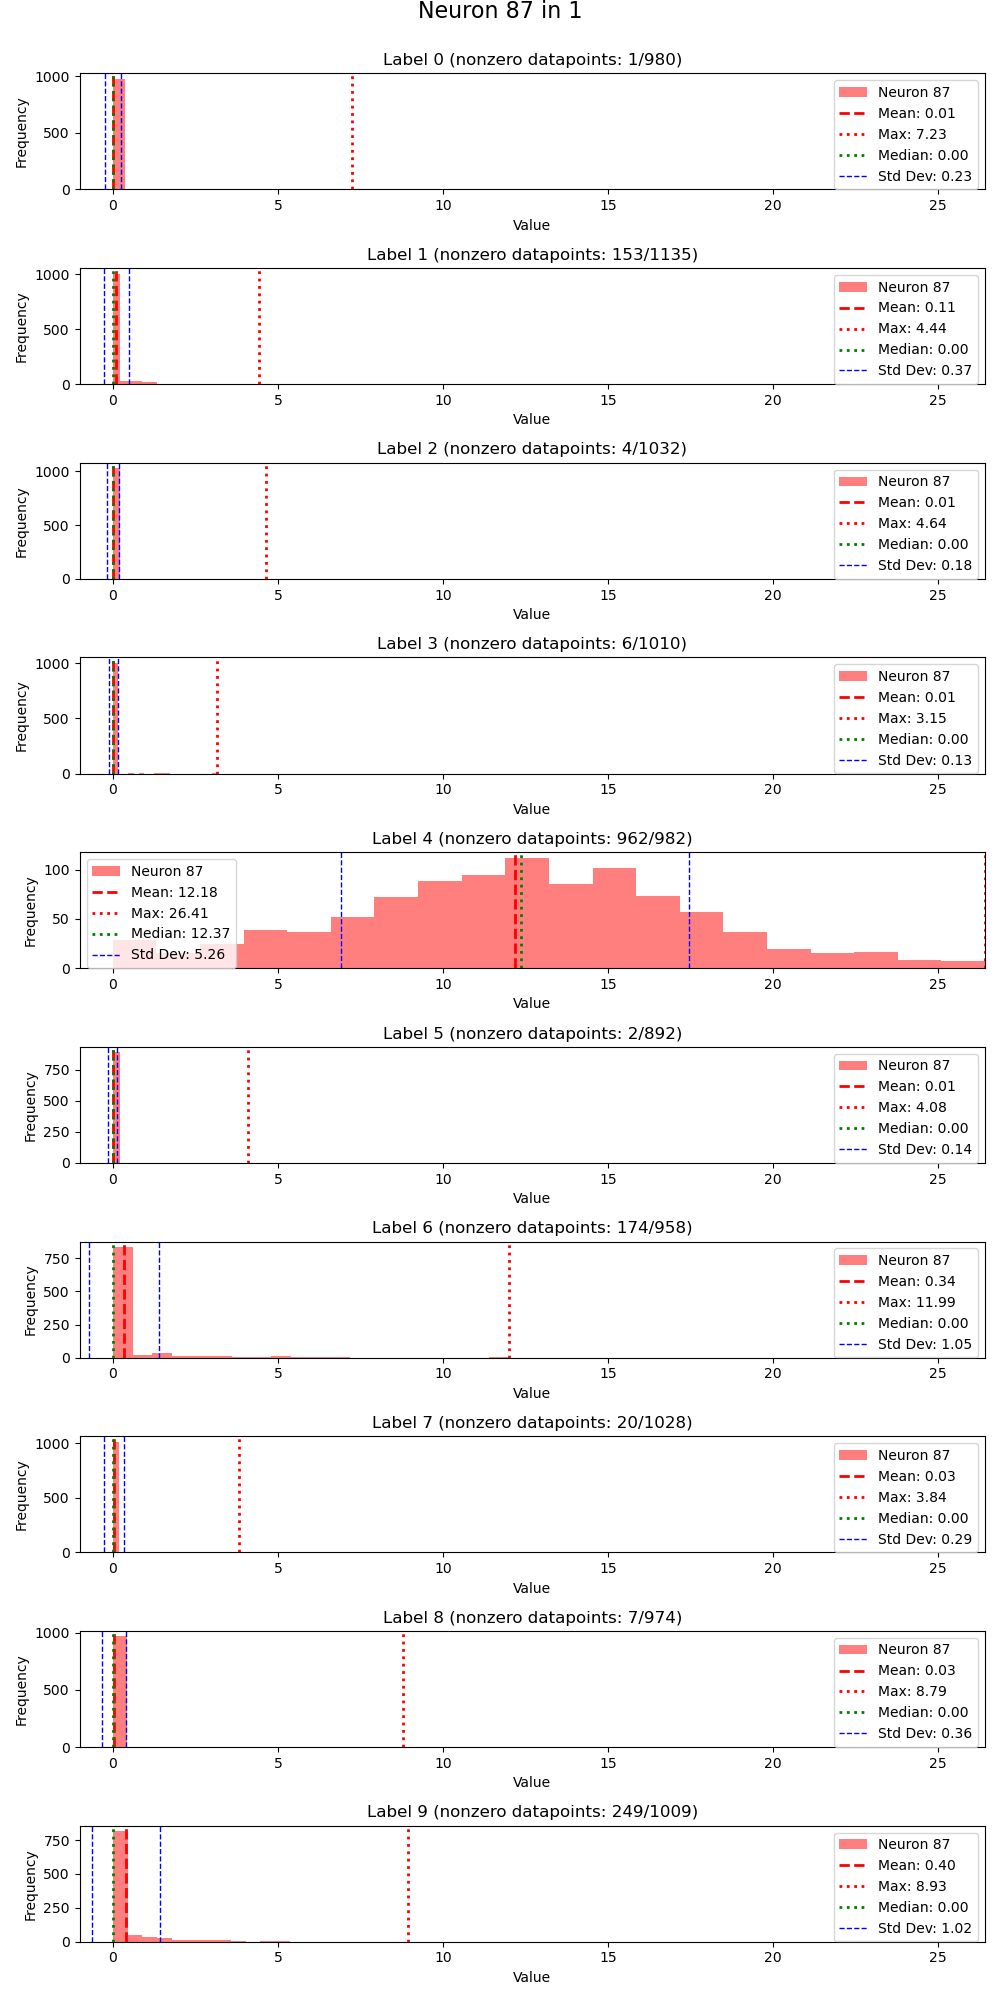 Neuron 87 in 1
Label 0 (nonzero datapoints: 1/980)
1000
500
0
Frequency
Neuron 87
Mean: 0.01
Max: 7.23
Median: 0.00
Std Dev: 0.23
0 5 10 15 20 25
Value
Label 1 (nonzero datapoints: 153/1135)
1000
500
0
Frequency
Neuron 87
Mean: 0.11
Max: 4.44
Median: 0.00
Std Dev: 0.37
0 5 10 15 20 25
Value
Label 2 (nonzero datapoints: 4/1032)
1000
500
0
Frequency
Neuron 87
Mean: 0.01
Max: 4.64
Median: 0.00
Std Dev: 0.18
0 5 10 15 20 25
Value
Label 3 (nonzero datapoints: 6/1010)
1000
500
0
Frequency
Neuron 87
Mean: 0.01
Max: 3.15
Median: 0.00
Std Dev: 0.13
0 5 10 15 20 25
Value
Label 4 (nonzero datapoints: 962/982)
100
50
0
Frequency
Neuron 87
Mean: 12.18
Max: 26.41
Median: 12.37
Std Dev: 5.26
0 5 10 15 20 25
Value
Label 5 (nonzero datapoints: 2/892)
750
500
250
0
Frequency
Neuron 87
Mean: 0.01
Max: 4.08
Median: 0.00
Std Dev: 0.14
0 5 10 15 20 25
Value
Label 6 (nonzero datapoints: 174/958)
750
500
250
0
Frequency
Neuron 87
Mean: 0.34
Max: 11.99
Median: 0.00
Std Dev: 1.05
0 5 10 15 20 25
Value
Label 7 (nonzero datapoints: 20/1028)
1000
500
0
Frequency
Neuron 87
Mean: 0.03
Max: 3.84
Median: 0.00
Std Dev: 0.29
0 5 10 15 20 25
Value
Label 8 (nonzero datapoints: 7/974)
1000
500
0
Frequency
Neuron 87
Mean: 0.03
Max: 8.79
Median: 0.00
Std Dev: 0.36
0 5 10 15 20 25
Value
Label 9 (nonzero datapoints: 249/1009)
750
500
250
0
Frequency
Neuron 87
Mean: 0.40
Max: 8.93
Median: 0.00
Std Dev: 1.02
0 5 10 15 20 25
Value